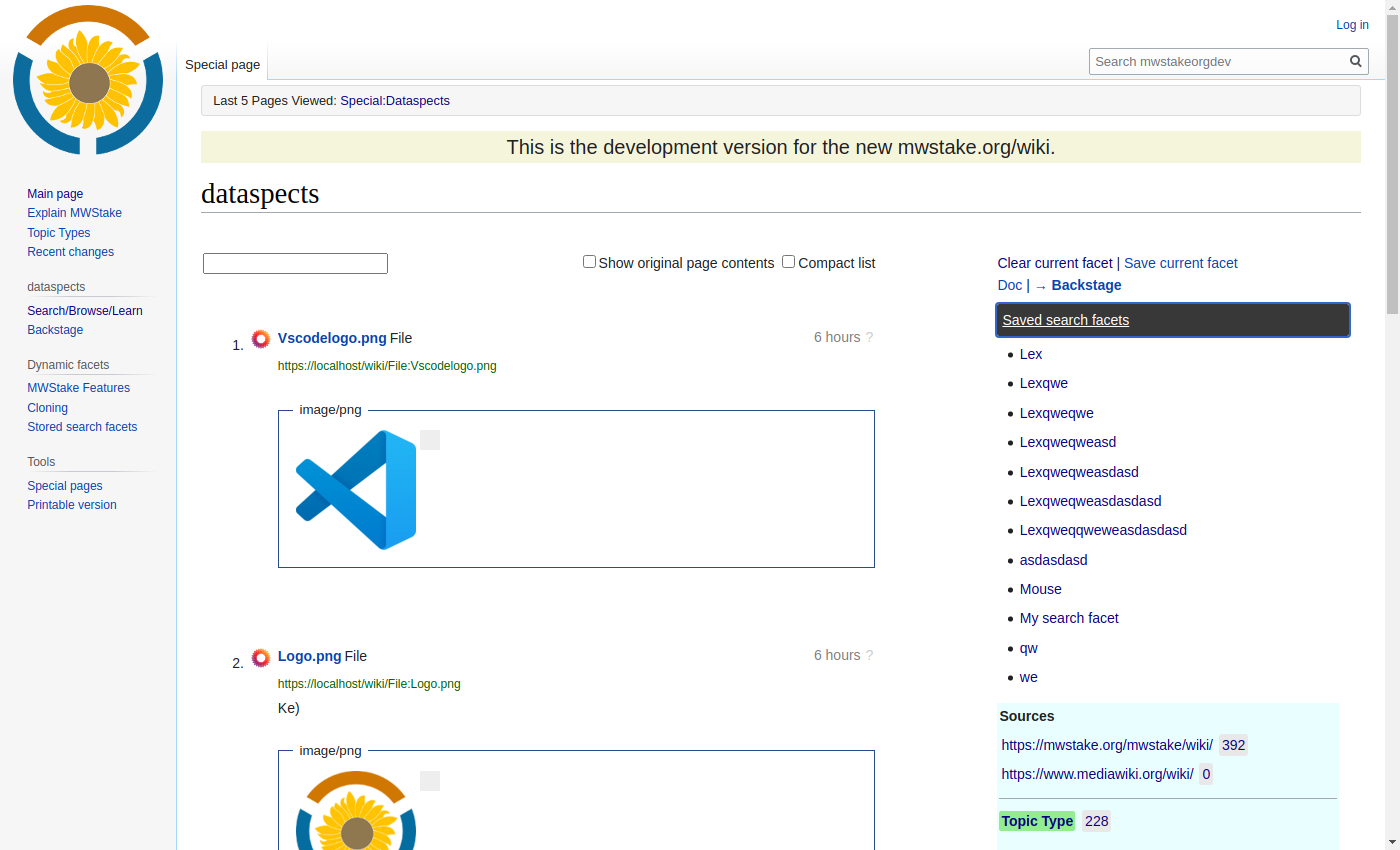 Log in
Special page
Search mwstakeorgdev
Last 5 Pages Viewed: Special:Dataspects
This is the development version for the new mwstake.org/wiki.
dataspects
Main page
Explain MWStake
Topic Types
Recent changes
dataspects
Search/Browse/Learn
Backstage
Dynamic facets
MWStake Features
Cloning
Stored search facets
Tools
Special pages
Printable version
Show original page contents Compact list
1. Vscodelogo.png File 6 hours ?
https://localhost/wiki/File:Vscodelogo.png
image/png
2. Logo.png File 6 hours ?
https://localhost/wiki/File:Logo.png
Ke)
image/png
Clear current facet | Save current facet
Doc | → Backstage
Saved search facets
Lex
Lexqwe
Lexqweqwe
Lexqweqweasd
Lexqweqweasdasd
Lexqweqweasdasdasd
Lexqweqqweweasdasdasd
asdasdasd
Mouse
My search facet
qw
we
Sources
https://mwstake.org/mwstake/wiki/ 392
https://www.mediawiki.org/wiki/ 0
Topic Type 228